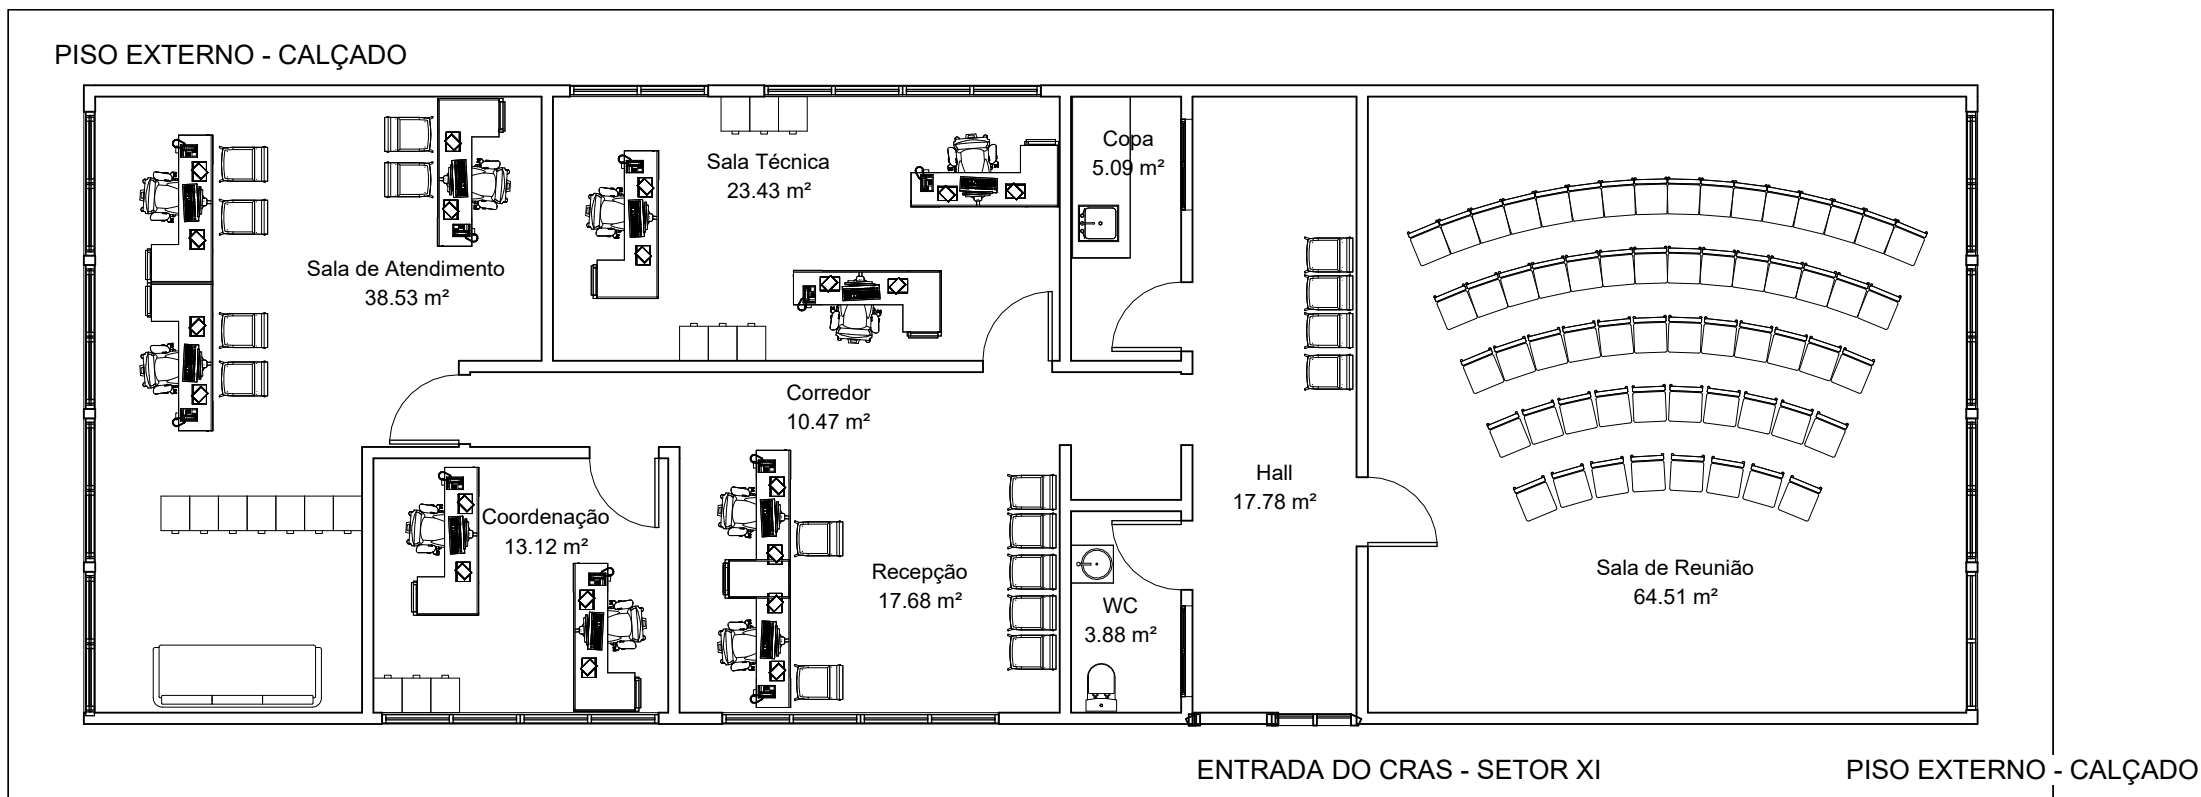 PISO EXTERNO - CALÇADO
Copa
5.09 m²
Sala Técnica
23.43 m²
Sala de Atendimento
38.53 m²
Corredor
10.47 m²
Hall
17.78 m²
Coordenação
13.12 m²
Recepção
17.68 m²
WC
3.88 m²
Sala de Reunião
64.51 m²
ENTRADA DO CRAS - SETOR XI
PISO EXTERNO - CALÇADO